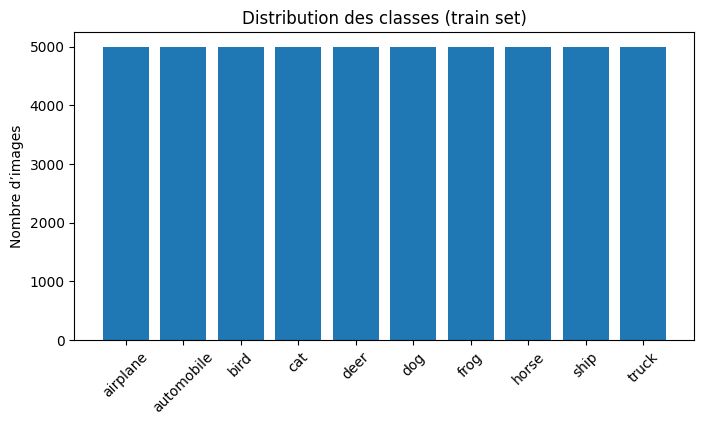 Distribution des classes (train set)
Nombre d’images
5000
4000
3000
2000
1000
0
airplane
automobile
bird
cat
deer
dog
frog
horse
ship
truck